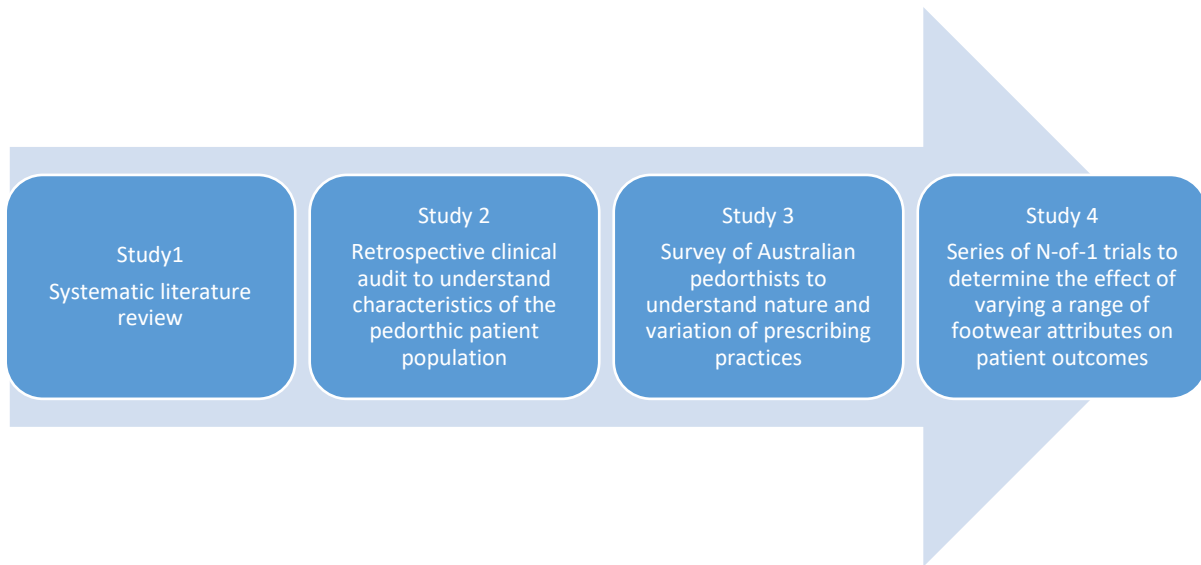 Study1
Systematic literature
review
Study 2
Retrospective clinical
audit to understand
characteristics of the
pedorthic patient
population
Study 3
Survey of Australian
pedorthists to
understand nature and
variation of prescribing
practices
Study 4
Series of N-of-1 trials to
determine the effect of
varying a range of
footwear attributes on
patient outcomes